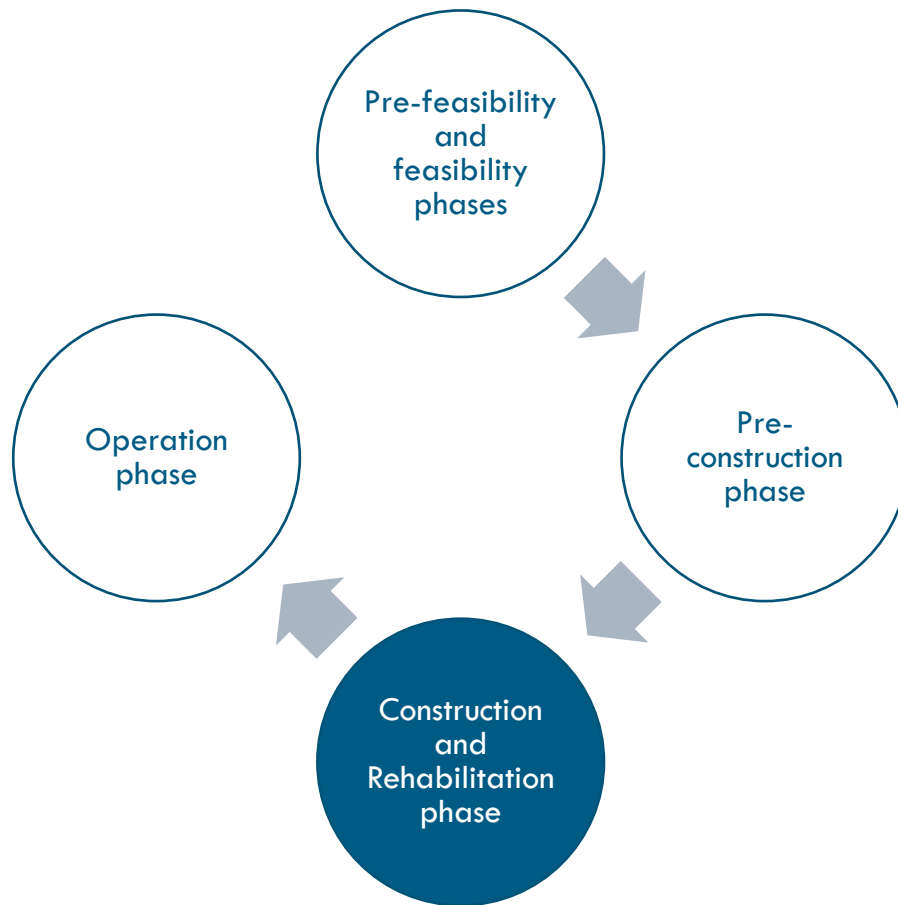 Pre-feasibility
and
feasibility
phases
Operation
phase
Pre-
construction
phase
Construction
and
Rehabilitation
phase